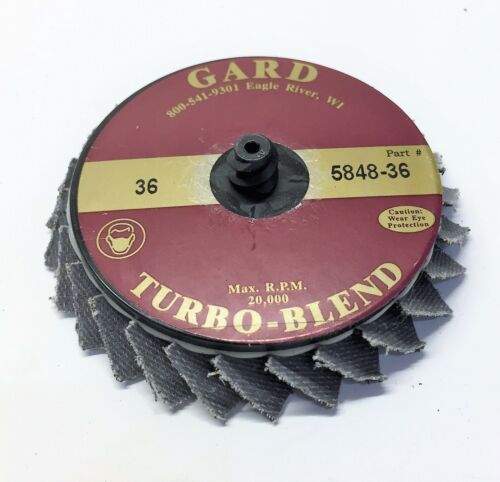 GARD
800-541-9301 Eagle River, WI
Part #
36
5848-36
Caution:
Wear Eye
Protection
Max. R.P.M.
20,000
TURBO-BLEND